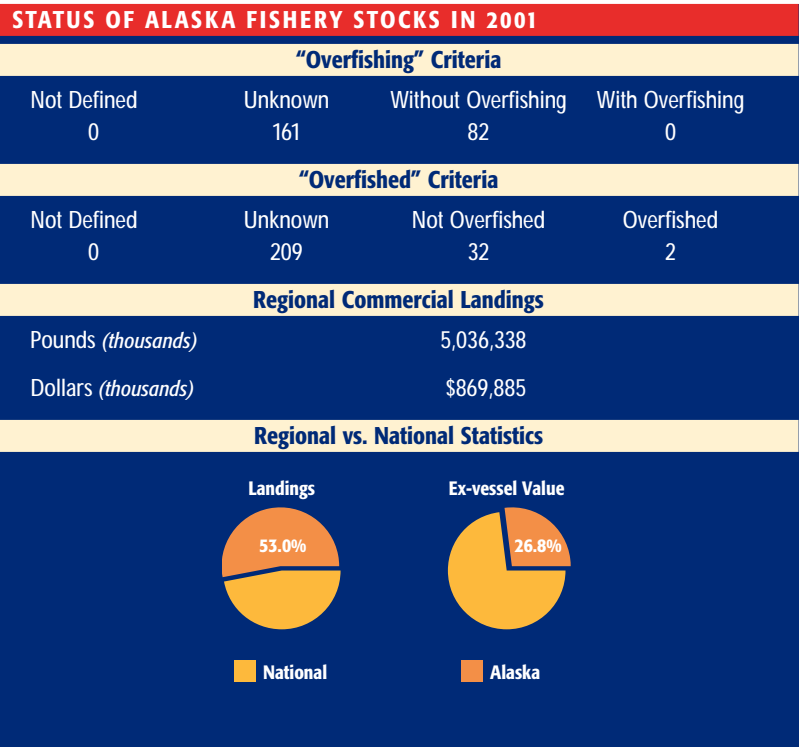 STATUS OF ALASKA FISHERY STOCKS IN 2001
“Overfishing” Criteria
Not Defined Unknown Without Overfishing With Overfishing
0 161 82 0
“Overfished” Criteria
Not Defined Unknown Not Overfished Overfished
0 209 32 2
Regional Commercial Landings
Pounds (thousands) 5,036,338
Dollars (thousands) $869,885
Regional vs. National Statistics
Landings Ex-vessel Value
53.0% 26.8%
National Alaska